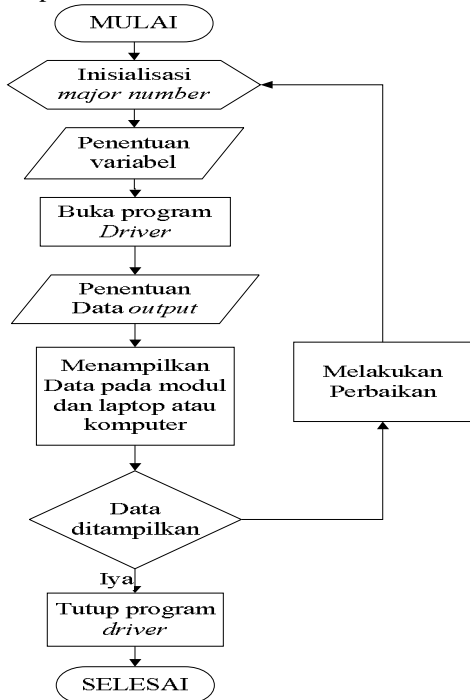 MULAI
Inisialisasi
major number
Penentuan
variabel
Buka program
Driver
Penentuan
Data output
Menampilkan
Data pada modul
dan laptop atau
komputer
Melakukan
Perbaikan
Data
ditampilkan
Iya
Tutup program
driver
SELESAI